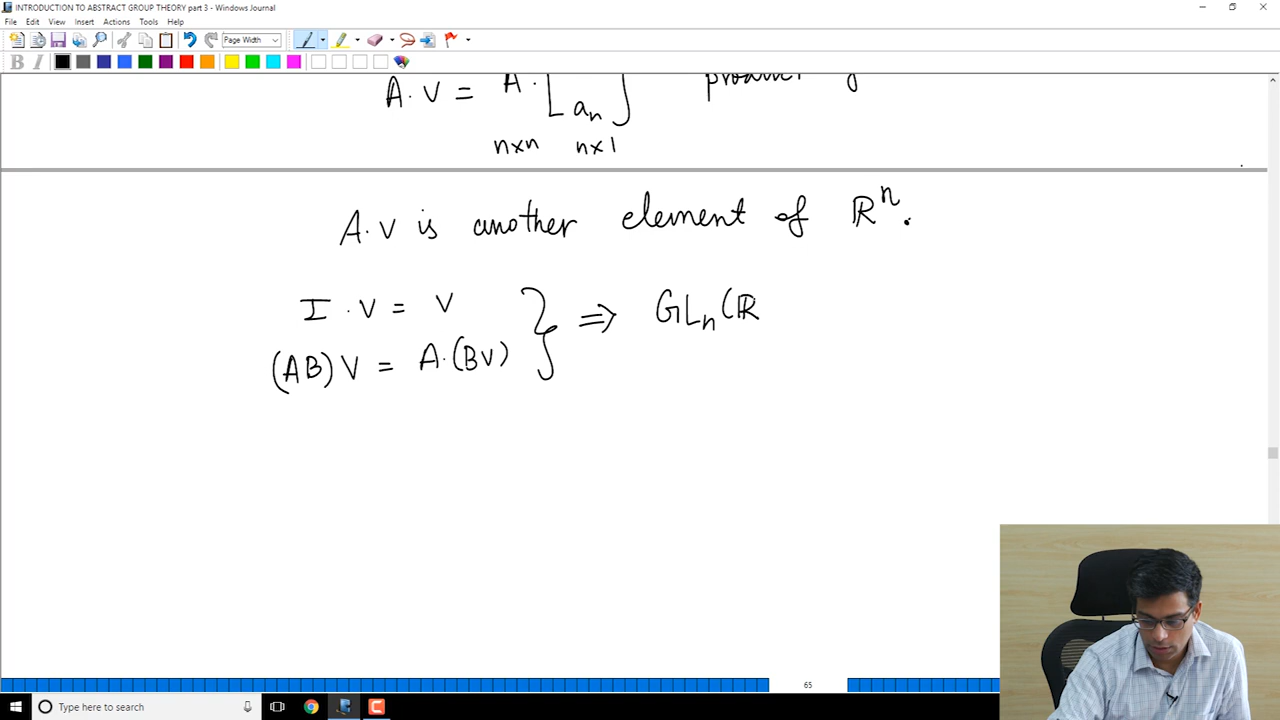 INTRODUCTION TO ABSTRACT GROUP THEORY part 3 - Windows Journal
File Edit View Insert Actions Tools Help
Page Width
B I
A · v = A · [ aₙ ] product
n×n n×1
A · v is another element of ℝⁿ.
I · v = v } ⇒ GLₙ(ℝ
(AB) v = A · (Bv)
65
Type here to search